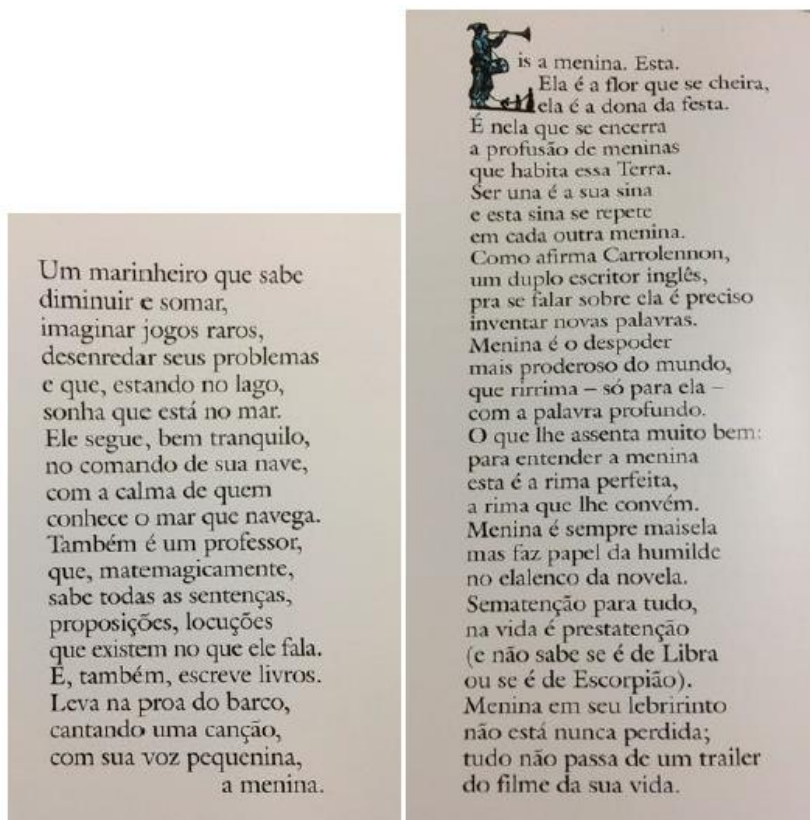 Um marinheiro que sabe
diminuir e somar,
imaginar jogos raros,
desenredar seus problemas
e que, estando no lago,
sonha que está no mar.
Ele segue, bem tranquilo,
no comando de sua nave,
com a calma de quem
conhece o mar que navega.
Também é um professor,
que, matemagicamente,
sabe todas as sentenças,
proposições, locuções
que existem no que ele fala.
E, também, escreve livros.
Leva na proa do barco,
cantando uma canção,
com sua voz pequenina,
a menina.
Eis a menina. Esta.
Ela é a flor que se cheira,
ela é a dona da festa.
É nela que se encerra
a profusão de meninas
que habita essa Terra.
Ser una é a sua sina
e esta sina se repete
em cada outra menina.
Como afirma Carrolennon,
um duplo escritor inglês,
pra se falar sobre ela é preciso
inventar novas palavras.
Menina é o despoder
mais proderoso do mundo,
que rirrima – só para ela –
com a palavra profundo.
O que lhe assenta muito bem:
para entender a menina
esta é a rima perfeita,
a rima que lhe convém.
Menina é sempre maisela
mas faz papel da humilde
no elalenco da novela.
Sematenção para tudo,
na vida é prestatenção
(e não sabe se é de Libra
ou se é de Escorpião).
Menina em seu lebririnto
não está nunca perdida;
tudo não passa de um trailer
do filme da sua vida.